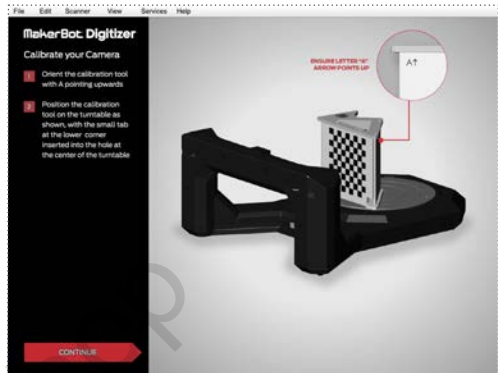 File Edit Scanner View Services Help
MakerBot. Digitizer
Calibrate your Camera
1 Orient the calibration tool
with A pointing upwards
2 Position the calibration
tool on the turntable as
shown, with the small tab
at the lower corner
inserted into the hole at
the center of the turntable
CONTINUE
ENSURE LETTER "A"
ARROW POINTS UP
A↑